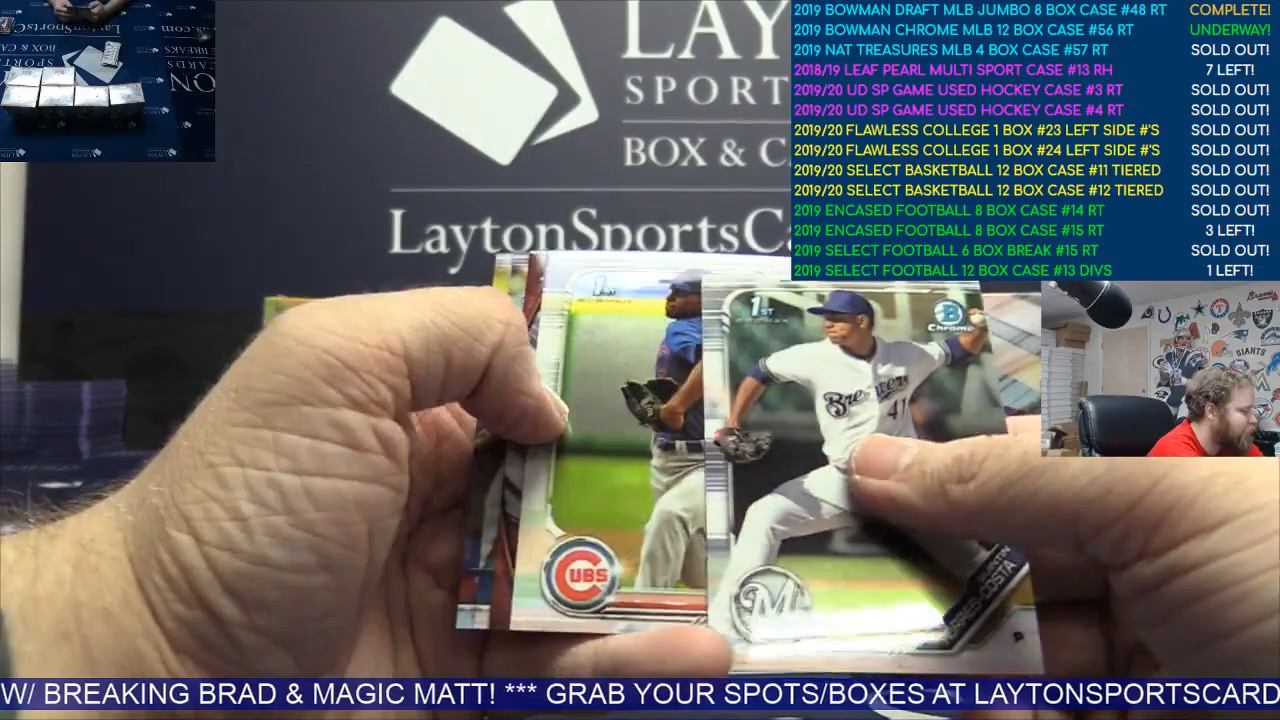 2019 BOWMAN DRAFT MLB JUMBO 8 BOX CASE #48 RT COMPLETE!
2019 BOWMAN CHROME MLB 12 BOX CASE #56 RT UNDERWAY!
2019 NAT TREASURES MLB 4 BOX CASE #57 RT SOLD OUT!
2018/19 LEAF PEARL MULTI SPORT CASE #13 RH 7 LEFT!
2019/20 UD SP GAME USED HOCKEY CASE #3 RT SOLD OUT!
2019/20 UD SP GAME USED HOCKEY CASE #4 RT SOLD OUT!
2019/20 FLAWLESS COLLEGE 1 BOX #23 LEFT SIDE #'S SOLD OUT!
2019/20 FLAWLESS COLLEGE 1 BOX #24 LEFT SIDE #'S SOLD OUT!
2019/20 SELECT BASKETBALL 12 BOX CASE #11 TIERED SOLD OUT!
2019/20 SELECT BASKETBALL 12 BOX CASE #12 TIERED SOLD OUT!
2019 ENCASED FOOTBALL 8 BOX CASE #14 RT SOLD OUT!
2019 ENCASED FOOTBALL 8 BOX CASE #15 RT 3 LEFT!
2019 SELECT FOOTBALL 6 BOX BREAK #15 RT SOLD OUT!
2019 SELECT FOOTBALL 12 BOX CASE #13 DIVS 1 LEFT!
LAY
SPORT
BOX & C
LaytonSportsCa
1st
CUBS
1ST
B
Chrome
Brewers
41
M
GIANTS
W/ BREAKING BRAD & MAGIC MATT! *** GRAB YOUR SPOTS/BOXES AT LAYTONSPORTSCARD